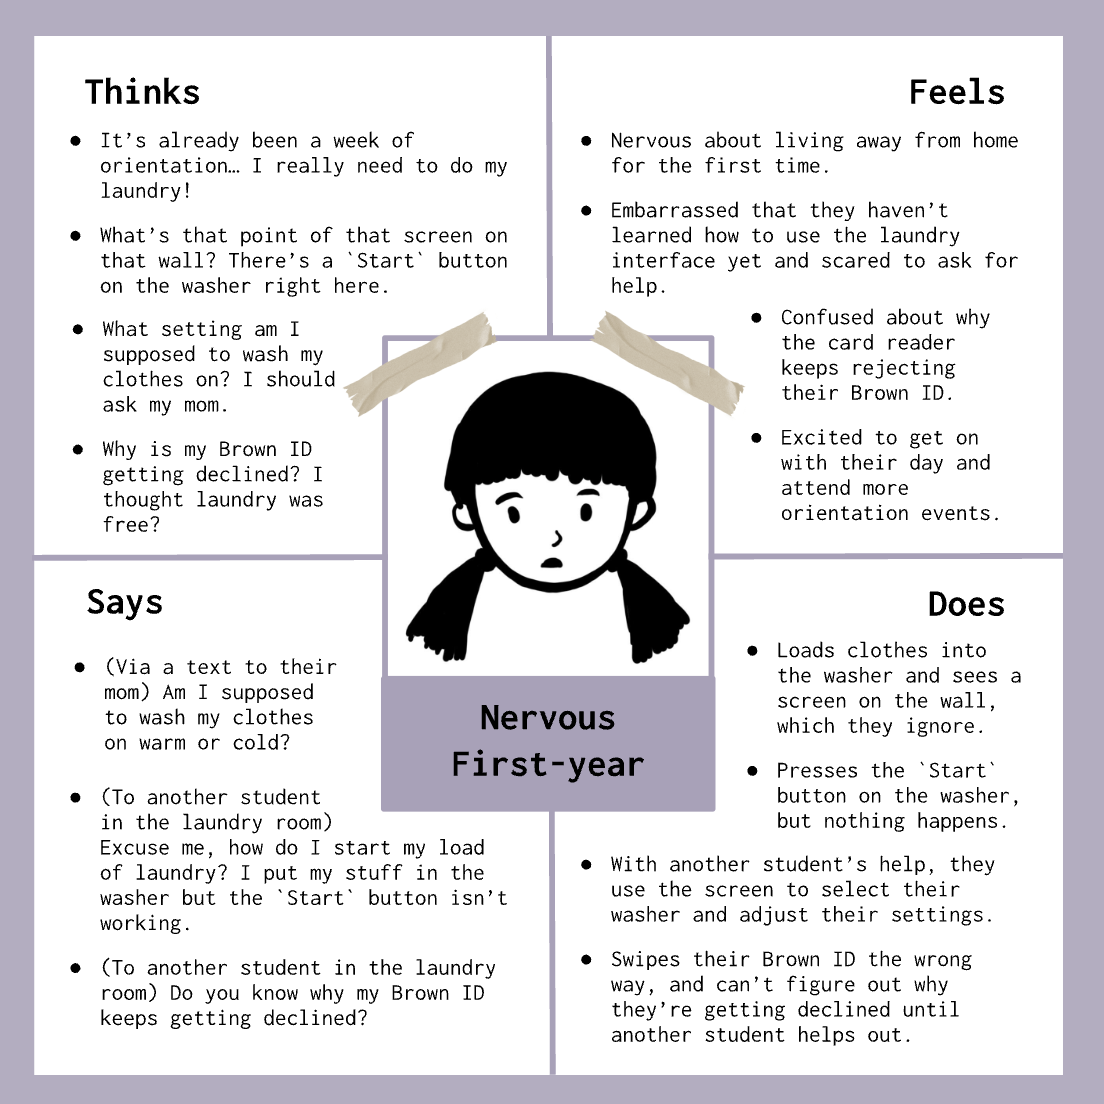 Thinks
• It’s already been a week of
orientation… I really need to do my
laundry!
• What’s that point of that screen on
that wall? There’s a `Start` button
on the washer right here.
• What setting am I
supposed to wash my
clothes on? I should
ask my mom.
• Why is my Brown ID
getting declined? I
thought laundry was
free?
Feels
• Nervous about living away from home
for the first time.
• Embarrassed that they haven’t
learned how to use the laundry
interface yet and scared to ask for
help.
• Confused about why
the card reader
keeps rejecting
their Brown ID.
• Excited to get on
with their day and
attend more
orientation events.
Nervous
First-year
Says
• (Via a text to their
mom) Am I supposed
to wash my clothes
on warm or cold?
• (To another student
in the laundry room)
Excuse me, how do I start my load
of laundry? I put my stuff in the
washer but the `Start` button isn’t
working.
• (To another student in the laundry
room) Do you know why my Brown ID
keeps getting declined?
Does
• Loads clothes into
the washer and sees a
screen on the wall,
which they ignore.
• Presses the `Start`
button on the washer,
but nothing happens.
• With another student’s help, they
use the screen to select their
washer and adjust their settings.
• Swipes their Brown ID the wrong
way, and can’t figure out why
they’re getting declined until
another student helps out.